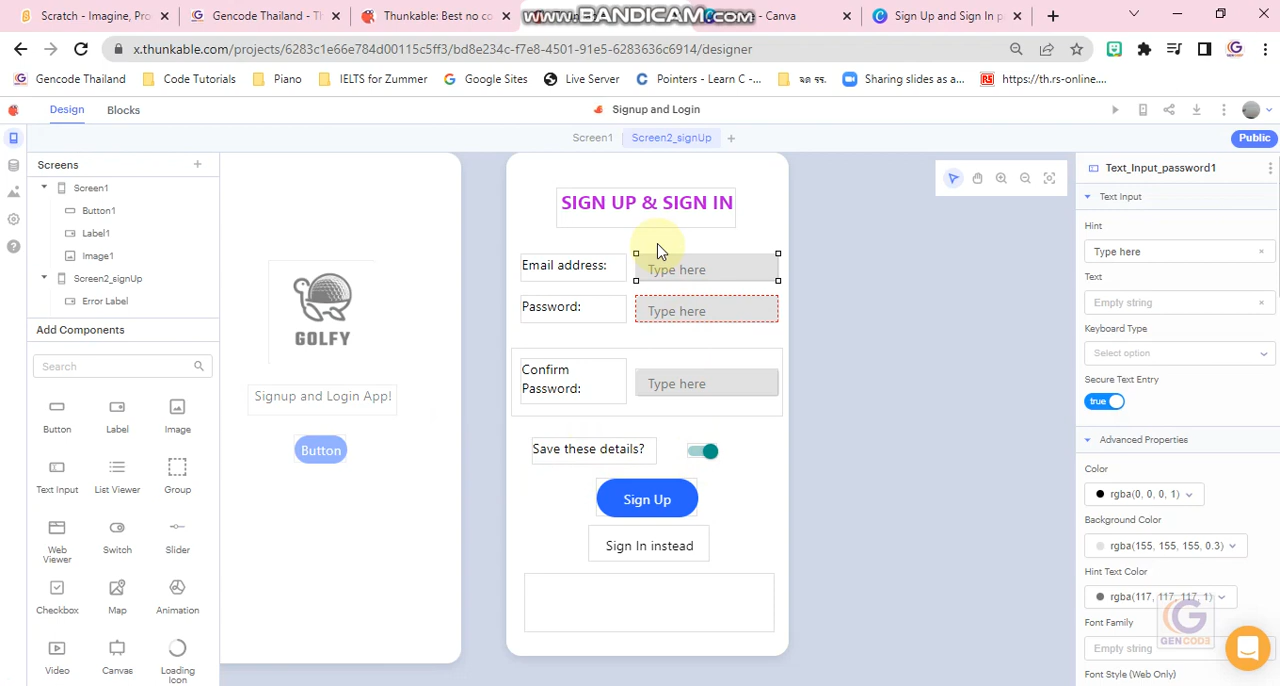 Scratch - Imagine, Pro
Gencode Thailand - Th
Thunkable: Best no co
WWW.BANDICAM.COM
- Canva
Sign Up and Sign In p
x.thunkable.com/projects/6283c1e66e784d00115c5ff3/bd8e234c-f7e8-4501-91e5-6283636c6914/designer
Gencode Thailand
Code Tutorials
Piano
IELTS for Zummer
Google Sites
Live Server
Pointers - Learn C -...
วดี รร.
Sharing slides as a...
https://th.rs-online....
Design
Blocks
Signup and Login
Screen1
Screen2_signUp
Public
Screens
Screen1
Button1
Label1
Image1
Screen2_signUp
Error Label
Add Components
Search
Button
Label
Image
Text Input
List Viewer
Group
Web Viewer
Switch
Slider
Checkbox
Map
Animation
Video
Canvas
Loading Icon
GOLFY
Signup and Login App!
Button
SIGN UP & SIGN IN
Email address:
Type here
Password:
Type here
Confirm
Password:
Type here
Save these details?
Sign Up
Sign In instead
Text_Input_password1
Text Input
Hint
Type here
Text
Empty string
Keyboard Type
Select option
Secure Text Entry
true
Advanced Properties
Color
rgba(0, 0, 0, 1)
Background Color
rgba(155, 155, 155, 0.3)
Hint Text Color
rgba(117, 117, 117, 1)
Font Family
Empty string
Font Style (Web Only)
GENCODE